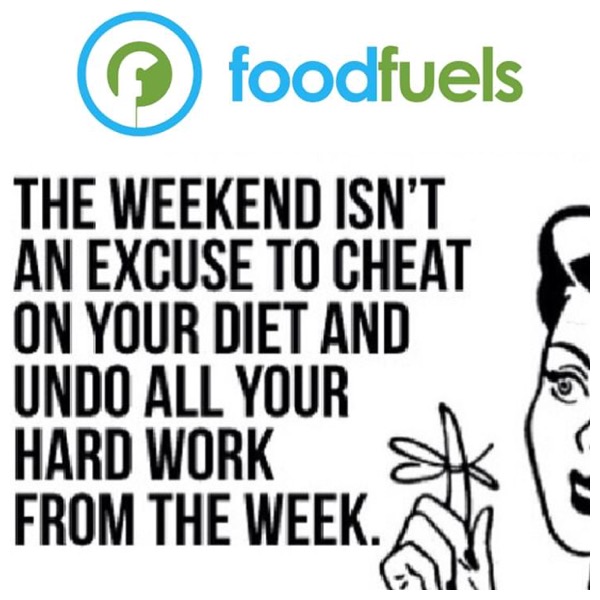 foodfuels
THE WEEKEND ISN'T
AN EXCUSE TO CHEAT
ON YOUR DIET AND
UNDO ALL YOUR
HARD WORK
FROM THE WEEK.